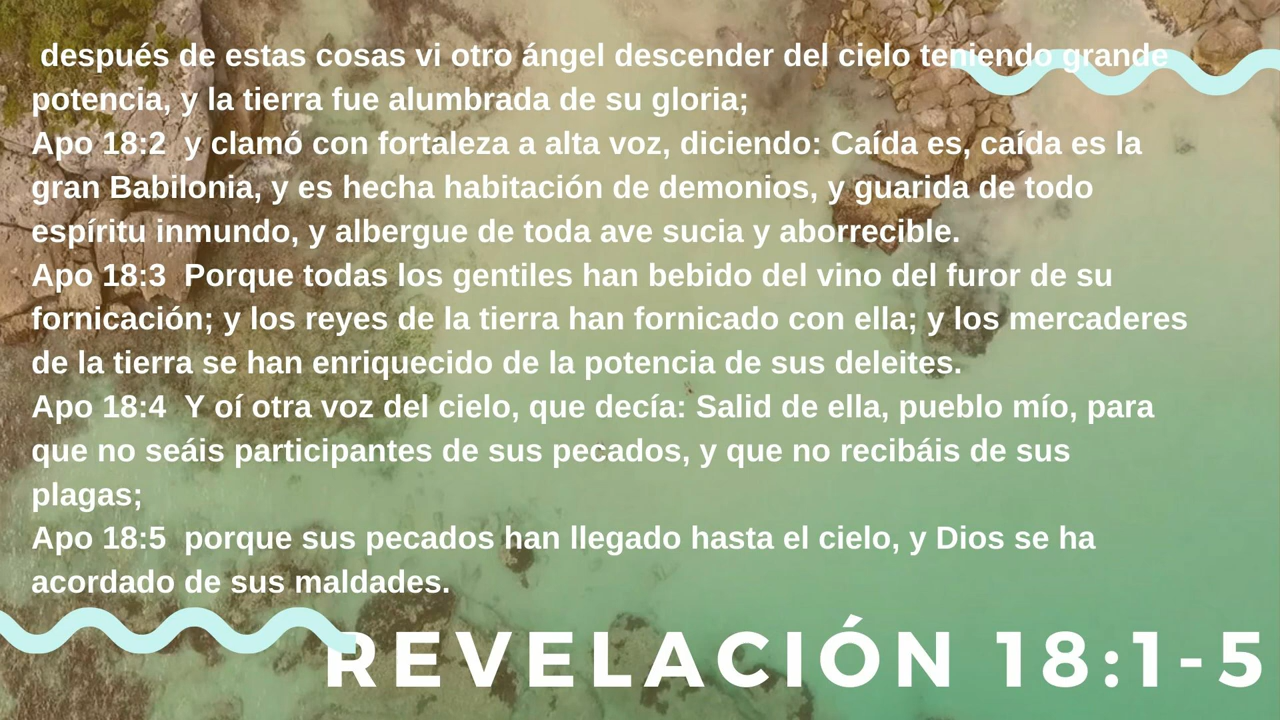 después de estas cosas vi otro ángel descender del cielo teniendo grande
potencia, y la tierra fue alumbrada de su gloria;
Apo 18:2  y clamó con fortaleza a alta voz, diciendo: Caída es, caída es la
gran Babilonia, y es hecha habitación de demonios, y guarida de todo
espíritu inmundo, y albergue de toda ave sucia y aborrecible.
Apo 18:3  Porque todas los gentiles han bebido del vino del furor de su
fornicación; y los reyes de la tierra han fornicado con ella; y los mercaderes
de la tierra se han enriquecido de la potencia de sus deleites.
Apo 18:4  Y oí otra voz del cielo, que decía: Salid de ella, pueblo mío, para
que no seáis participantes de sus pecados, y que no recibáis de sus
plagas;
Apo 18:5  porque sus pecados han llegado hasta el cielo, y Dios se ha
acordado de sus maldades.
REVELACIÓN 18:1-5